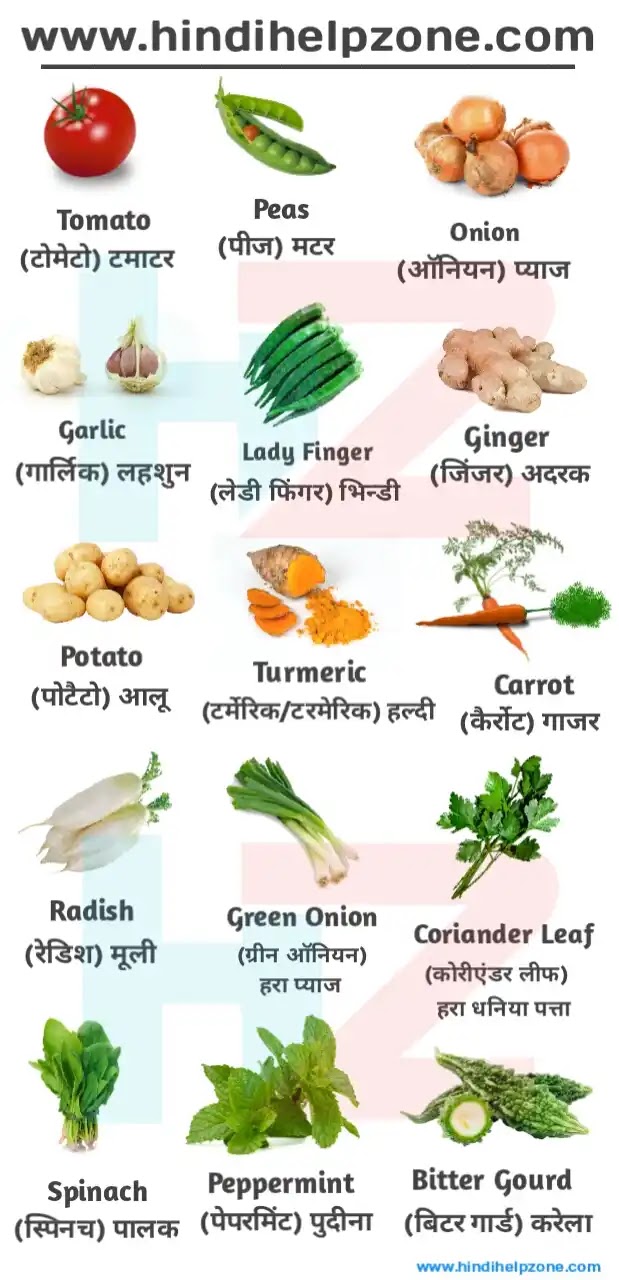 www.hindihelpzone.com
Tomato
(टोमेटो) टमाटर
Peas
(पीज) मटर
Onion
(ऑनियन) प्याज
Garlic
(गार्लिक) लहशुन
Lady Finger
(लेडी फिंगर) भिन्डी
Ginger
(जिंजर) अदरक
Potato
(पोटैटो) आलू
Turmeric
(टर्मेरिक/टरमेरिक) हल्दी
Carrot
(कैर्रोट) गाजर
Radish
(रेडिश) मूली
Green Onion
(ग्रीन ऑनियन)
हरा प्याज
Coriander Leaf
(कोरीएंडर लीफ)
हरा धनिया पत्ता
Spinach
(स्पिनच) पालक
Peppermint
(पेपरमिंट) पुदीना
Bitter Gourd
(बिटर गार्ड) करेला
www.hindihelpzone.com
HZ
HZ